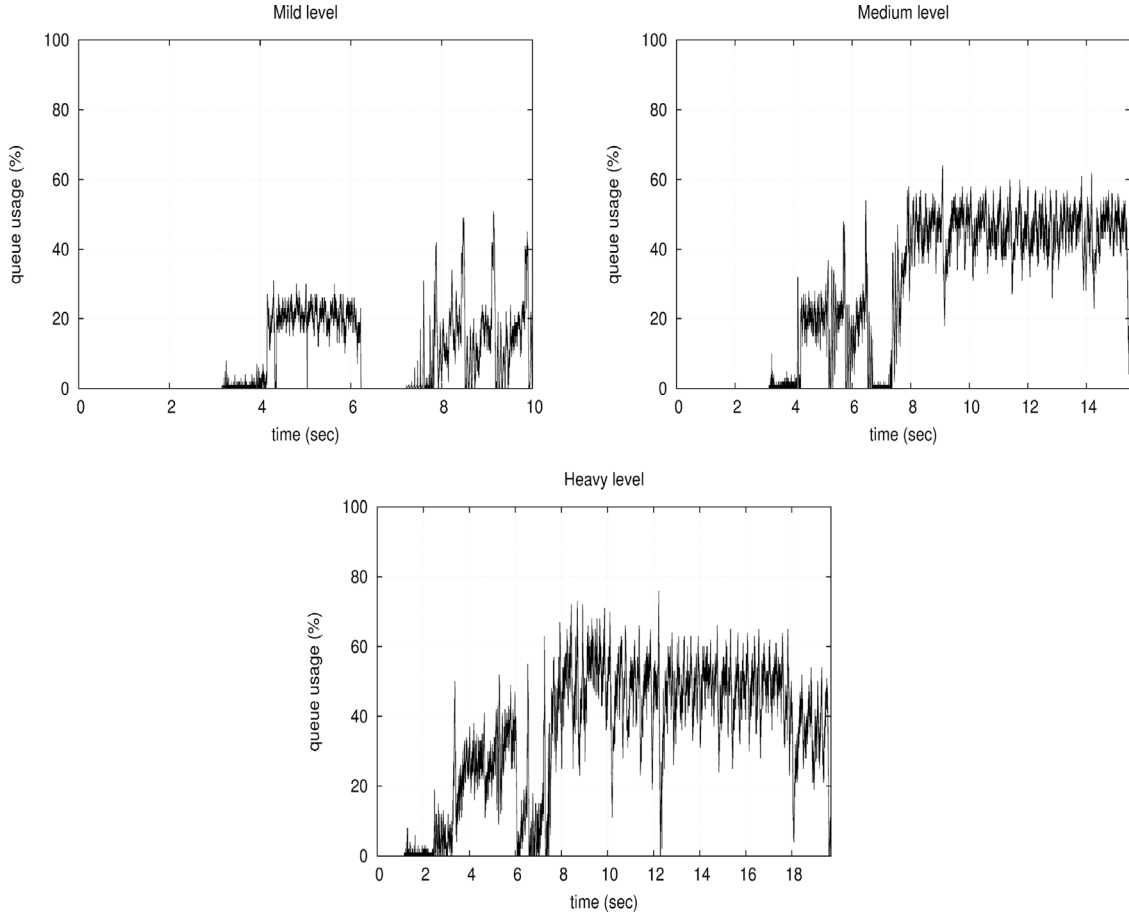 Mild level
100
80
60
40
20
0
queue usage (%)
0 2 4 6 8 10
time (sec)
Medium level
100
80
60
40
20
0
queue usage (%)
0 2 4 6 8 10 12 14
time (sec)
Heavy level
100
80
60
40
20
0
queue usage (%)
0 2 4 6 8 10 12 14 16 18
time (sec)